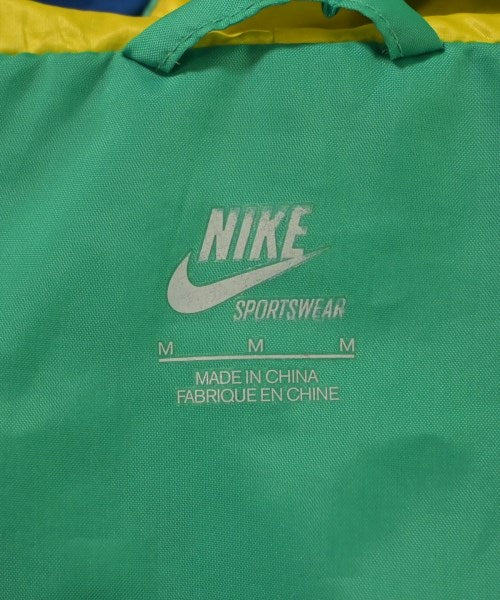 NIKE
SPORTSWEAR
M M M
MADE IN CHINA
FABRIQUE EN CHINE